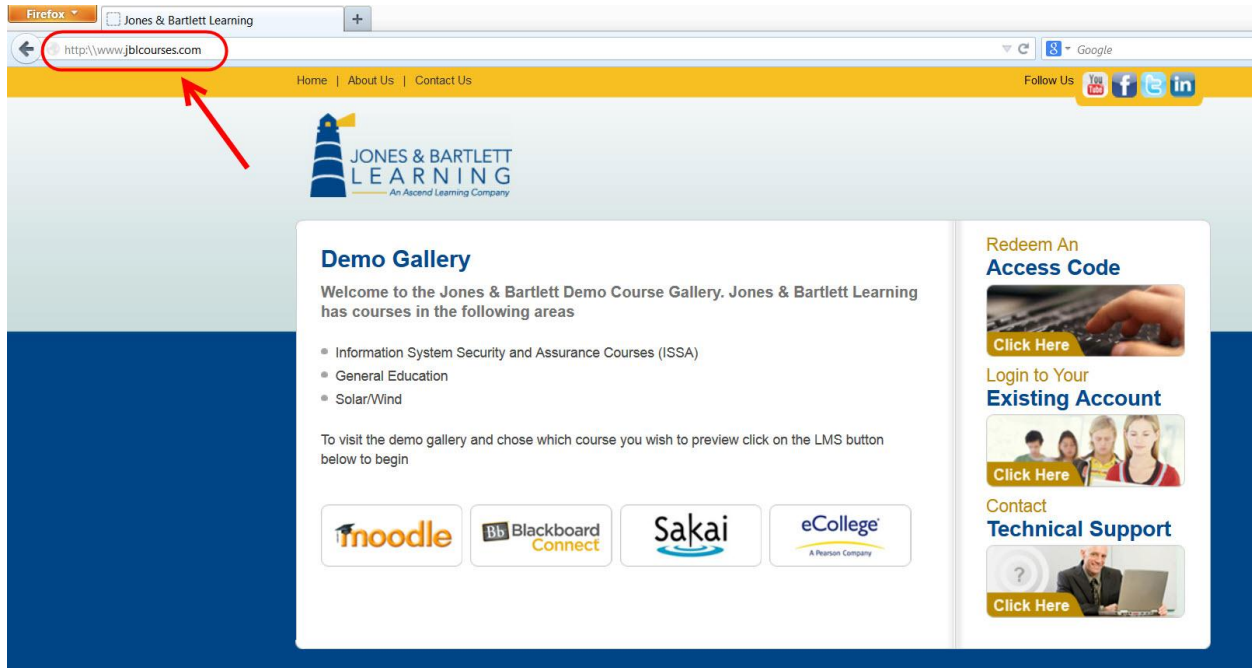 Firefox
Jones & Bartlett Learning
+
http:\\www.jblcourses.com
8 Google
Home | About Us | Contact Us
Follow Us You Tube f t in
JONES & BARTLETT
LEARNING
An Ascend Learning Company
Demo Gallery
Welcome to the Jones & Bartlett Demo Course Gallery. Jones & Bartlett Learning
has courses in the following areas
Information System Security and Assurance Courses (ISSA)
General Education
Solar/Wind
To visit the demo gallery and chose which course you wish to preview click on the LMS button
below to begin
moodle
Bb Blackboard
Connect
Sakai
eCollege
A Pearson Company
Redeem An
Access Code
Click Here
Login to Your
Existing Account
Click Here
Contact
Technical Support
?
Click Here